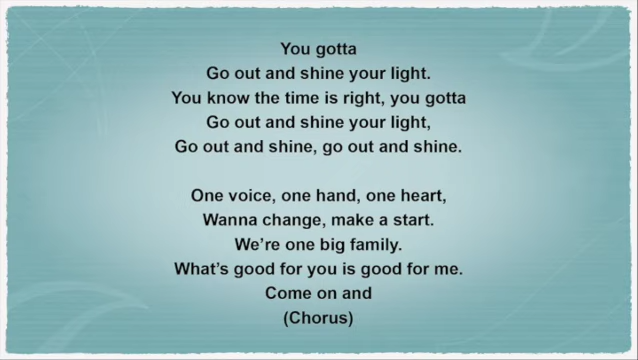 You gotta
Go out and shine your light.
You know the time is right, you gotta
Go out and shine your light,
Go out and shine, go out and shine.
One voice, one hand, one heart,
Wanna change, make a start.
We’re one big family.
What’s good for you is good for me.
Come on and
(Chorus)